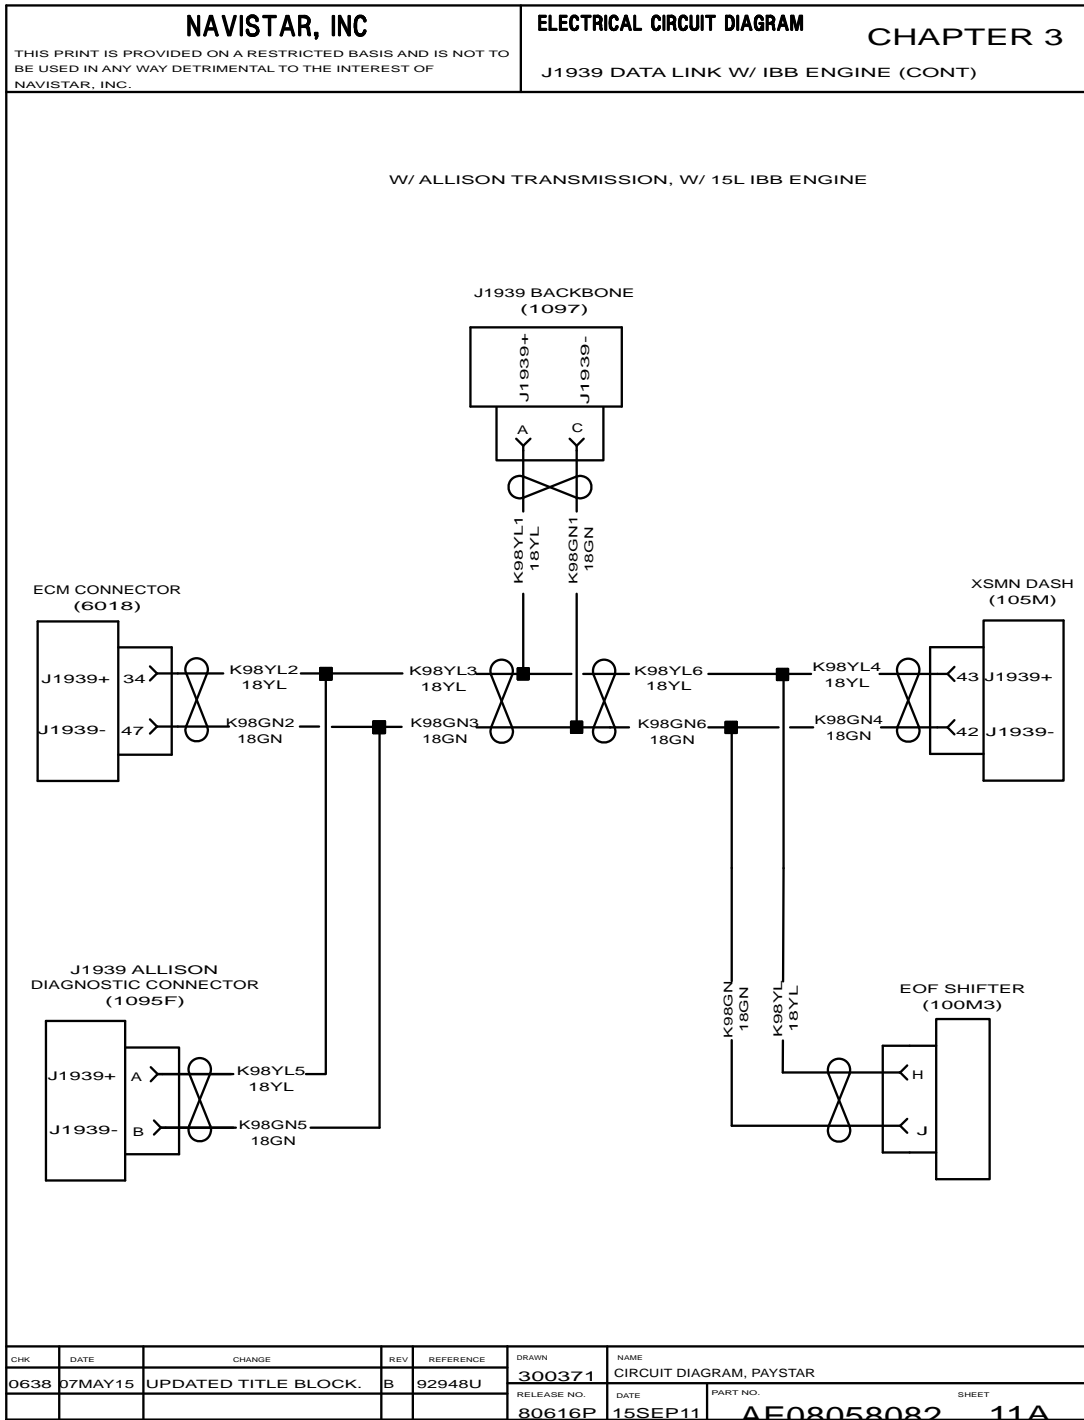 NAVISTAR, INC
THIS PRINT IS PROVIDED ON A RESTRICTED BASIS AND IS NOT TO
BE USED IN ANY WAY DETRIMENTAL TO THE INTEREST OF
NAVISTAR, INC.
ELECTRICAL CIRCUIT DIAGRAM
CHAPTER 3
J1939 DATA LINK W/ IBB ENGINE (CONT)
W/ ALLISON TRANSMISSION, W/ 15L IBB ENGINE
J1939 BACKBONE
(1097)
J1939+
J1939-
A
C
K98YL1
18YL
K98GN1
18GN
ECM CONNECTOR
(6018)
J1939+
34
J1939-
47
K98YL2
18YL
K98GN2
18GN
K98YL3
18YL
K98GN3
18GN
K98YL6
18YL
K98GN6
18GN
K98YL4
18YL
K98GN4
18GN
XSMN DASH
(105M)
43
J1939+
42
J1939-
J1939 ALLISON
DIAGNOSTIC CONNECTOR
(1095F)
J1939+
A
J1939-
B
K98YL5
18YL
K98GN5
18GN
K98GN
18GN
K98YL
18YL
EOF SHIFTER
(100M3)
H
J
CHK
DATE
CHANGE
REV
REFERENCE
0638
07MAY15
UPDATED TITLE BLOCK.
B
92948U
DRAWN
300371
NAME
CIRCUIT DIAGRAM, PAYSTAR
RELEASE NO.
80616P
DATE
15SEP11
PART NO.
AE08058082
SHEET
11A